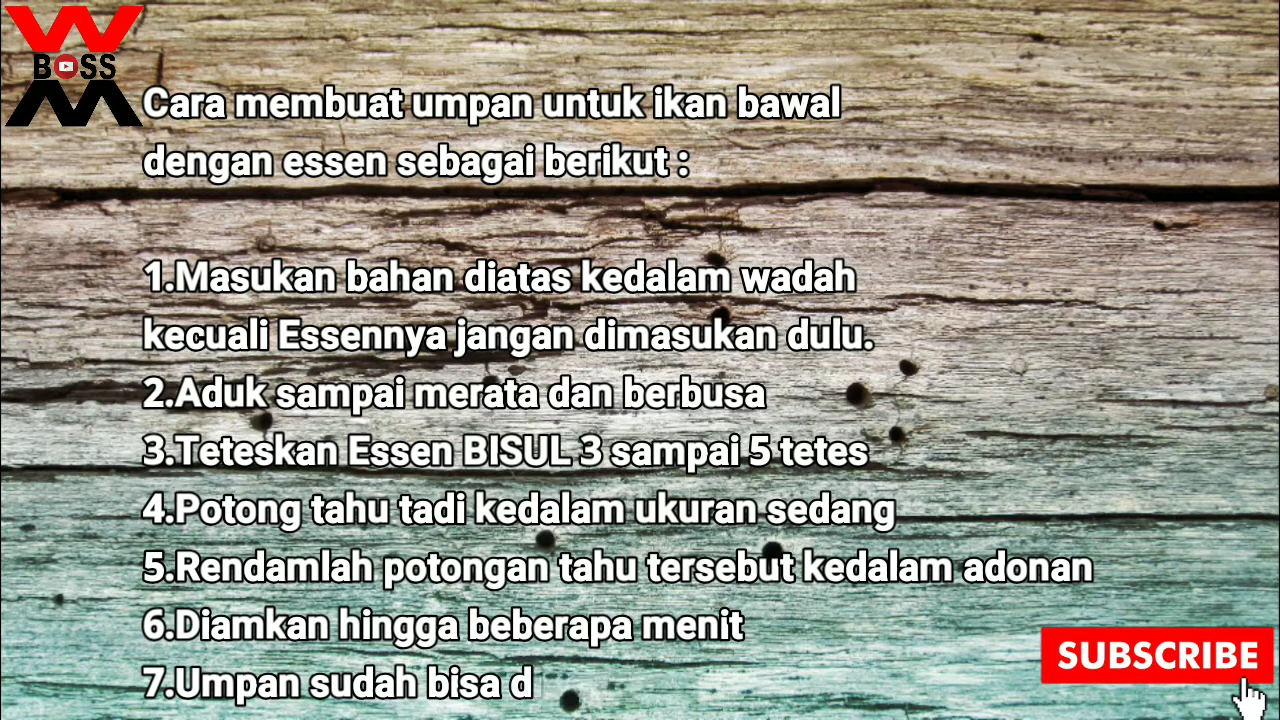 W
BOSS
M
Cara membuat umpan untuk ikan bawal
dengan essen sebagai berikut :
1.Masukan bahan diatas kedalam wadah
kecuali Essennya jangan dimasukan dulu.
2.Aduk sampai merata dan berbusa
3.Teteskan Essen BISUL 3 sampai 5 tetes
4.Potong tahu tadi kedalam ukuran sedang
5.Rendamlah potongan tahu tersebut kedalam adonan
6.Diamkan hingga beberapa menit
7.Umpan sudah bisa d
SUBSCRIBE